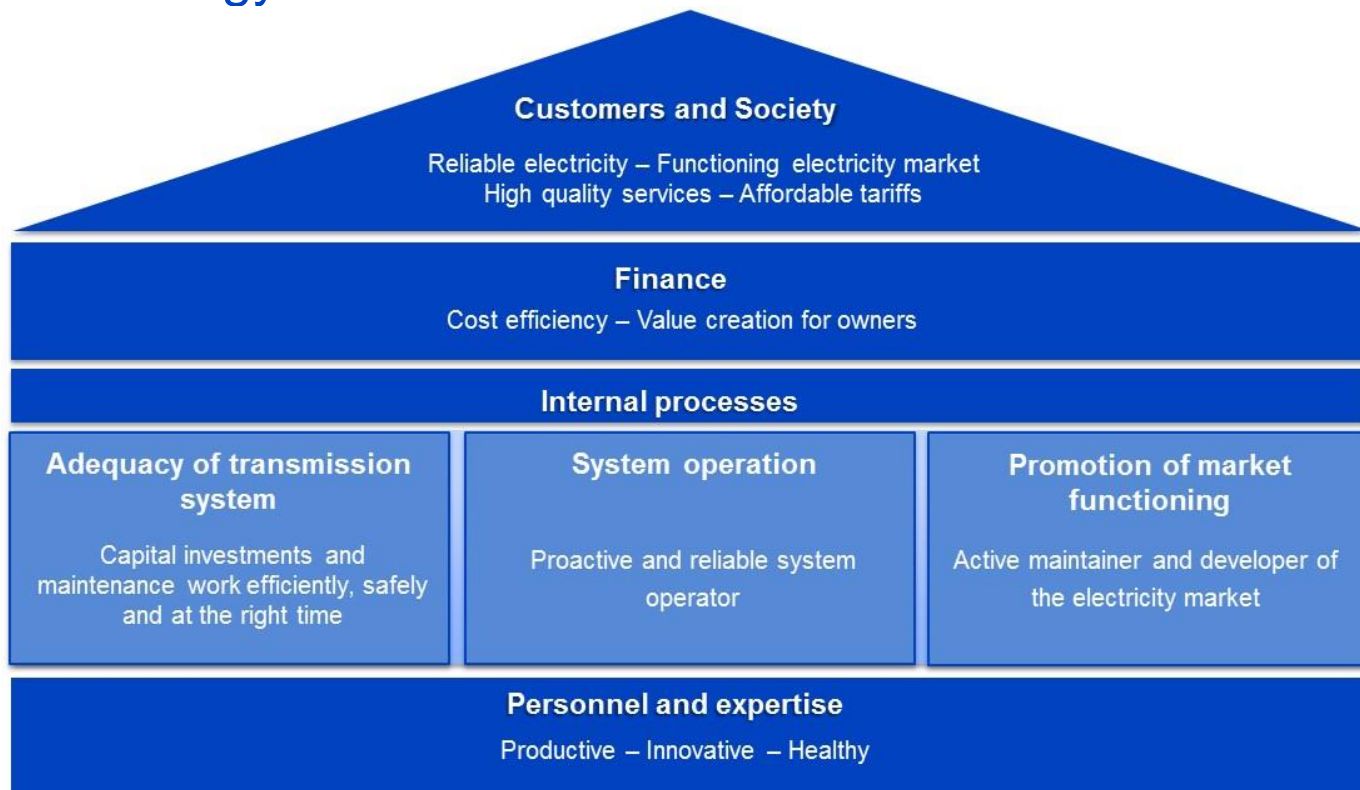 Customers and Society
Reliable electricity – Functioning electricity market
High quality services – Affordable tariffs
Finance
Cost efficiency – Value creation for owners
Internal processes
Adequacy of transmission
system
Capital investments and
maintenance work efficiently, safely
and at the right time
System operation
Proactive and reliable system
operator
Promotion of market
functioning
Active maintainer and developer of
the electricity market
Personnel and expertise
Productive – Innovative – Healthy